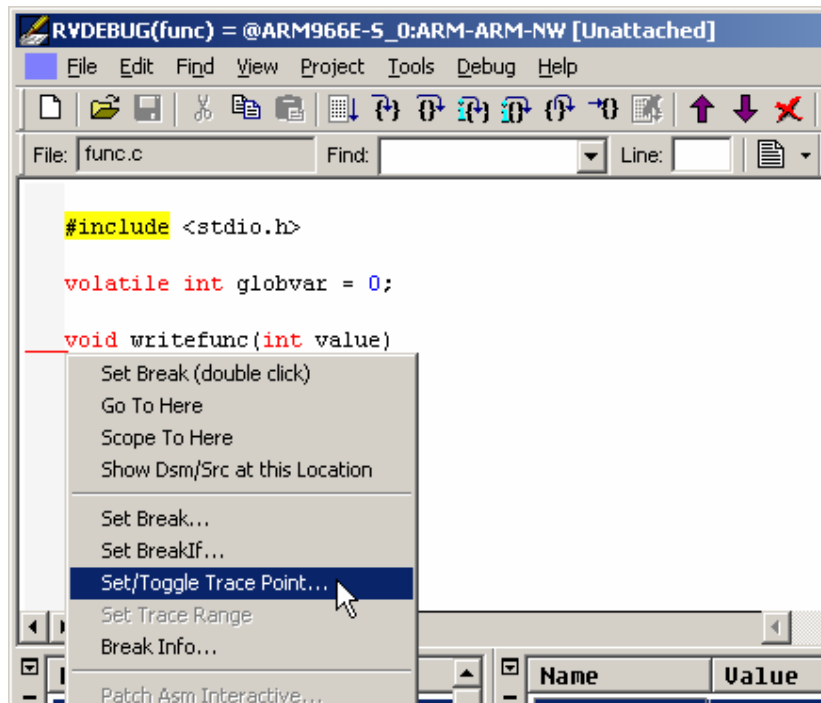 RVDEBUG(func) = @ARM966E-S_0:ARM-ARM-NW [Unattached]
File Edit Find View Project Tools Debug Help
File: func.c Find: Line:
#include <stdio.h>
volatile int globvar = 0;
void writefunc(int value)
Set Break (double click)
Go To Here
Scope To Here
Show Dsm/Src at this Location
Set Break...
Set BreakIf...
Set/Toggle Trace Point...
Set Trace Range
Break Info...
Name Value
Patch Asm Interactive...